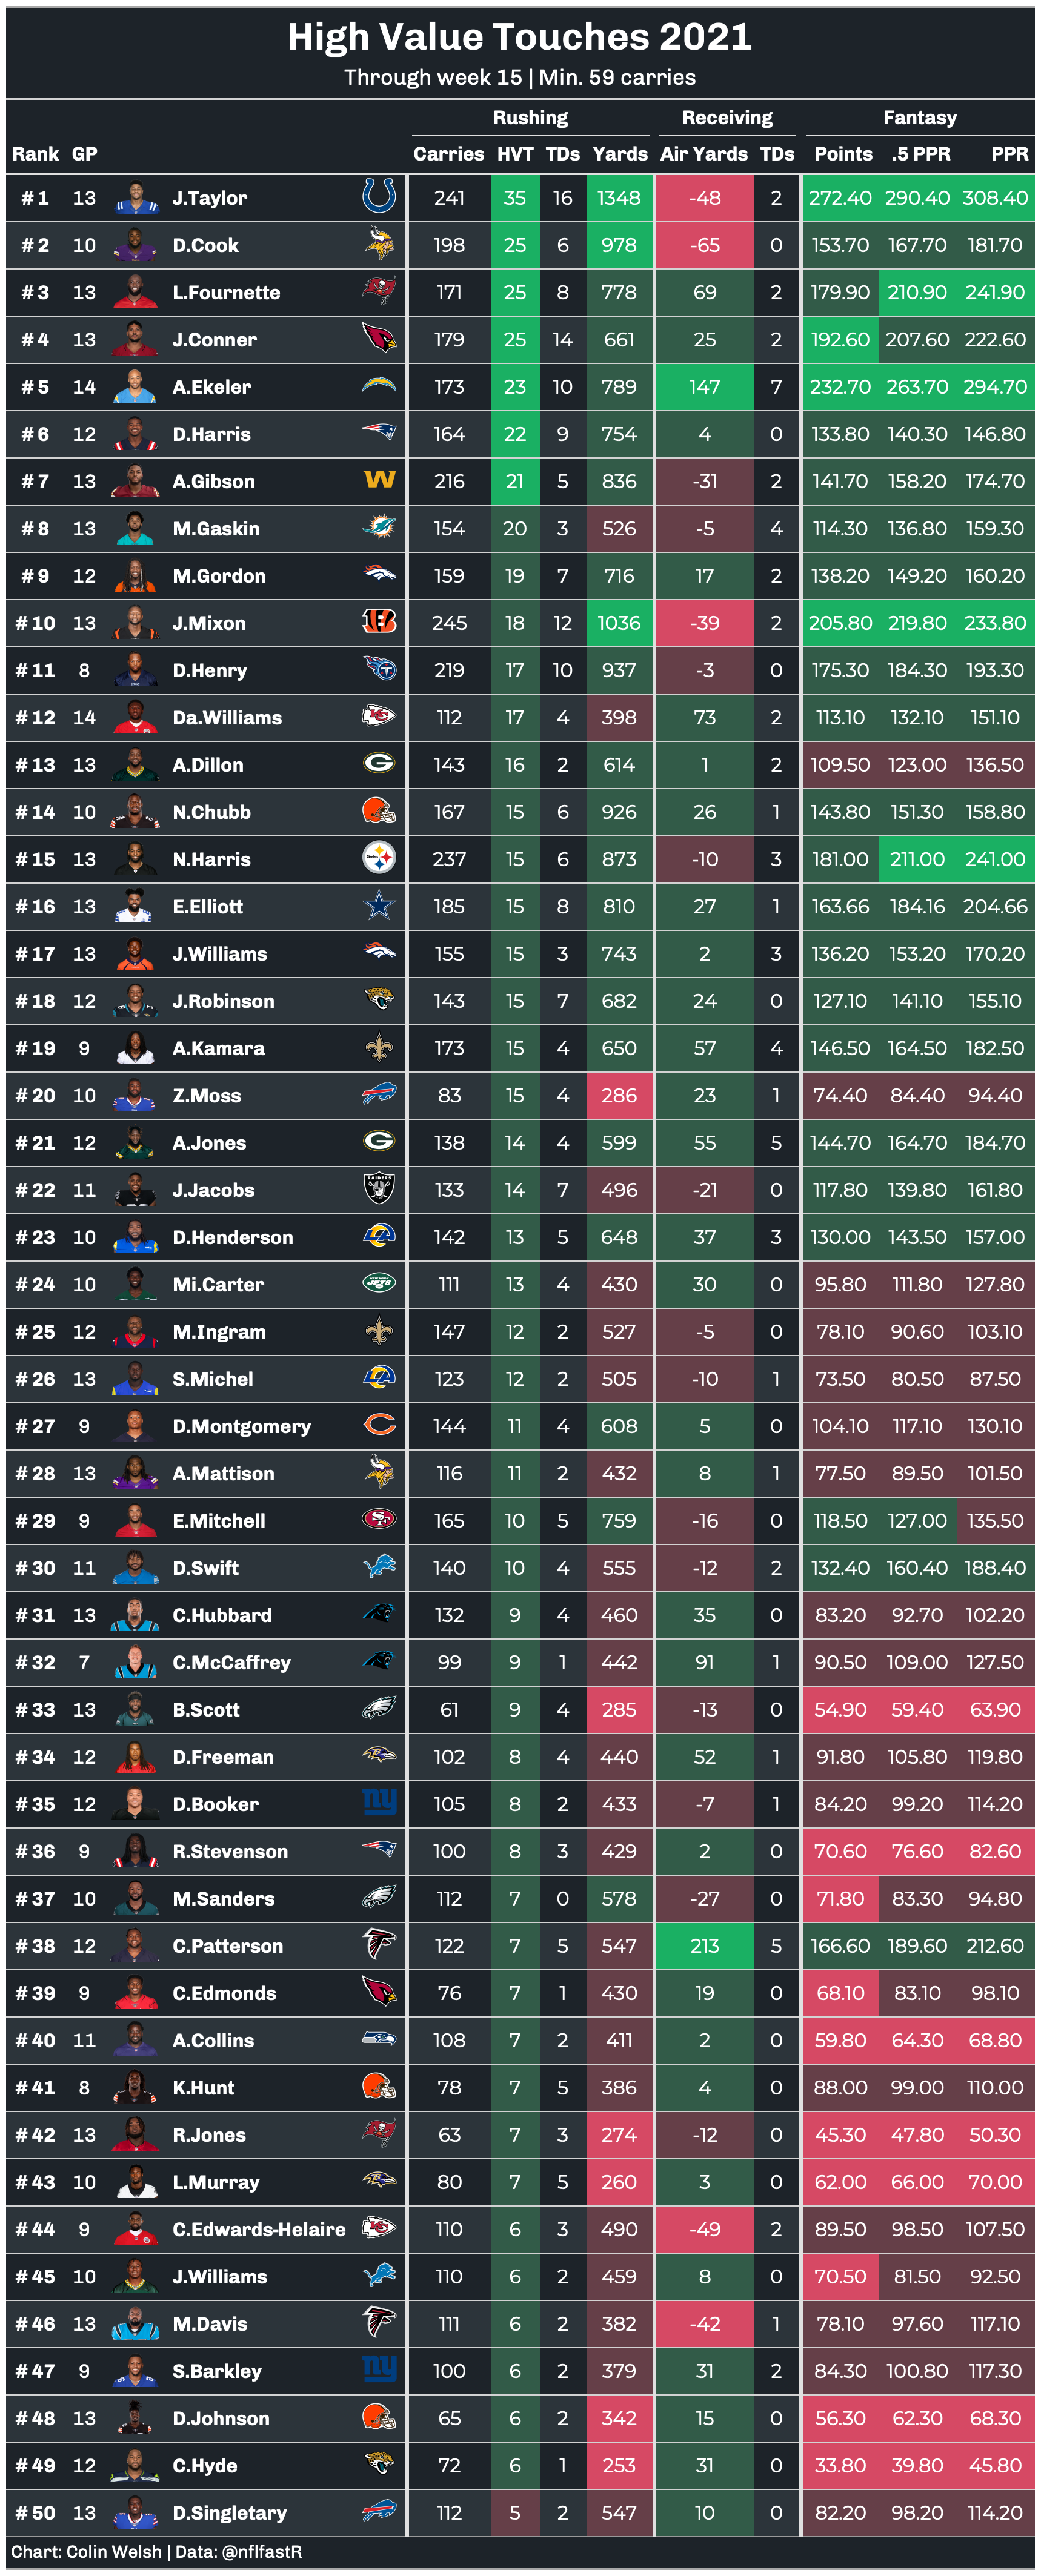 High Value Touches 2021
Through week 15 | Min. 59 carries
Rushing Receiving Fantasy
Rank GP Carries HVT TDs Yards Air Yards TDs Points .5 PPR PPR
# 1 13 J.Taylor 241 35 16 1348 -48 2 272.40 290.40 308.40
# 2 10 D.Cook 198 25 6 978 -65 0 153.70 167.70 181.70
# 3 13 L.Fournette 171 25 8 778 69 2 179.90 210.90 241.90
# 4 13 J.Conner 179 25 14 661 25 2 192.60 207.60 222.60
# 5 14 A.Ekeler 173 23 10 789 147 7 232.70 263.70 294.70
# 6 12 D.Harris 164 22 9 754 4 0 133.80 140.30 146.80
# 7 13 A.Gibson 216 21 5 836 -31 2 141.70 158.20 174.70
# 8 13 M.Gaskin 154 20 3 526 -5 4 114.30 136.80 159.30
# 9 12 M.Gordon 159 19 7 716 17 2 138.20 149.20 160.20
# 10 13 J.Mixon 245 18 12 1036 -39 2 205.80 219.80 233.80
# 11 8 D.Henry 219 17 10 937 -3 0 175.30 184.30 193.30
# 12 14 Da.Williams 112 17 4 398 73 2 113.10 132.10 151.10
# 13 13 A.Dillon 143 16 2 614 1 2 109.50 123.00 136.50
# 14 10 N.Chubb 167 15 6 926 26 1 143.80 151.30 158.80
# 15 13 N.Harris 237 15 6 873 -10 3 181.00 211.00 241.00
# 16 13 E.Elliott 185 15 8 810 27 1 163.66 184.16 204.66
# 17 13 J.Williams 155 15 3 743 2 3 136.20 153.20 170.20
# 18 12 J.Robinson 143 15 7 682 24 0 127.10 141.10 155.10
# 19 9 A.Kamara 173 15 4 650 57 4 146.50 164.50 182.50
# 20 10 Z.Moss 83 15 4 286 23 1 74.40 84.40 94.40
# 21 12 A.Jones 138 14 4 599 55 5 144.70 164.70 184.70
# 22 11 J.Jacobs 133 14 7 496 -21 0 117.80 139.80 161.80
# 23 10 D.Henderson 142 13 5 648 37 3 130.00 143.50 157.00
# 24 10 Mi.Carter 111 13 4 430 30 0 95.80 111.80 127.80
# 25 12 M.Ingram 147 12 2 527 -5 0 78.10 90.60 103.10
# 26 13 S.Michel 123 12 2 505 -10 1 73.50 80.50 87.50
# 27 9 D.Montgomery 144 11 4 608 5 0 104.10 117.10 130.10
# 28 13 A.Mattison 116 11 2 432 8 1 77.50 89.50 101.50
# 29 9 E.Mitchell 165 10 5 759 -16 0 118.50 127.00 135.50
# 30 11 D.Swift 140 10 4 555 -12 2 132.40 160.40 188.40
# 31 13 C.Hubbard 132 9 4 460 35 0 83.20 92.70 102.20
# 32 7 C.McCaffrey 99 9 1 442 91 1 90.50 109.00 127.50
# 33 13 B.Scott 61 9 4 285 -13 0 54.90 59.40 63.90
# 34 12 D.Freeman 102 8 4 440 52 1 91.80 105.80 119.80
# 35 12 D.Booker 105 8 2 433 -7 1 84.20 99.20 114.20
# 36 9 R.Stevenson 100 8 3 429 2 0 70.60 76.60 82.60
# 37 10 M.Sanders 112 7 0 578 -27 0 71.80 83.30 94.80
# 38 12 C.Patterson 122 7 5 547 213 5 166.60 189.60 212.60
# 39 9 C.Edmonds 76 7 1 430 19 0 68.10 83.10 98.10
# 40 11 A.Collins 108 7 2 411 2 0 59.80 64.30 68.80
# 41 8 K.Hunt 78 7 5 386 4 0 88.00 99.00 110.00
# 42 13 R.Jones 63 7 3 274 -12 0 45.30 47.80 50.30
# 43 10 L.Murray 80 7 5 260 3 0 62.00 66.00 70.00
# 44 9 C.Edwards-Helaire 110 6 3 490 -49 2 89.50 98.50 107.50
# 45 10 J.Williams 110 6 2 459 8 0 70.50 81.50 92.50
# 46 13 M.Davis 111 6 2 382 -42 1 78.10 97.60 117.10
# 47 9 S.Barkley 100 6 2 379 31 2 84.30 100.80 117.30
# 48 13 D.Johnson 65 6 2 342 15 0 56.30 62.30 68.30
# 49 12 C.Hyde 72 6 1 253 31 0 33.80 39.80 45.80
# 50 13 D.Singletary 112 5 2 547 10 0 82.20 98.20 114.20
Chart: Colin Welsh | Data: @nflfastR